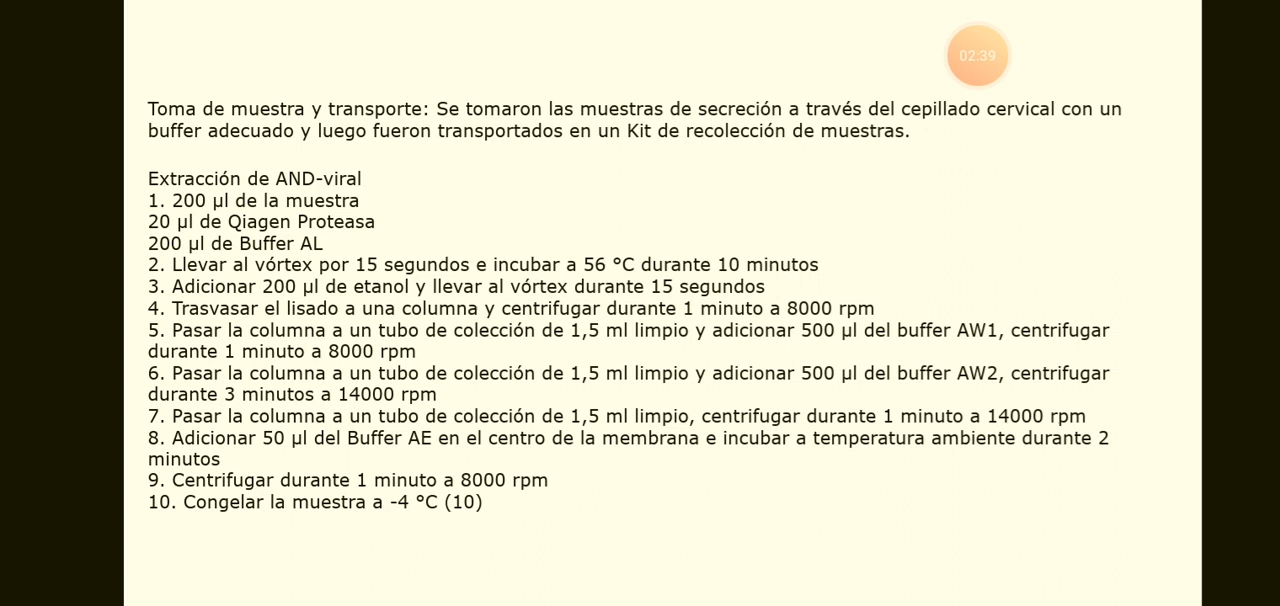 02:39
Toma de muestra y transporte: Se tomaron las muestras de secreción a través del cepillado cervical con un
buffer adecuado y luego fueron transportados en un Kit de recolección de muestras.
Extracción de AND-viral
1. 200 µl de la muestra
20 µl de Qiagen Proteasa
200 µl de Buffer AL
2. Llevar al vórtex por 15 segundos e incubar a 56 °C durante 10 minutos
3. Adicionar 200 µl de etanol y llevar al vórtex durante 15 segundos
4. Trasvasar el lisado a una columna y centrifugar durante 1 minuto a 8000 rpm
5. Pasar la columna a un tubo de colección de 1,5 ml limpio y adicionar 500 µl del buffer AW1, centrifugar
durante 1 minuto a 8000 rpm
6. Pasar la columna a un tubo de colección de 1,5 ml limpio y adicionar 500 µl del buffer AW2, centrifugar
durante 3 minutos a 14000 rpm
7. Pasar la columna a un tubo de colección de 1,5 ml limpio, centrifugar durante 1 minuto a 14000 rpm
8. Adicionar 50 µl del Buffer AE en el centro de la membrana e incubar a temperatura ambiente durante 2
minutos
9. Centrifugar durante 1 minuto a 8000 rpm
10. Congelar la muestra a -4 °C (10)